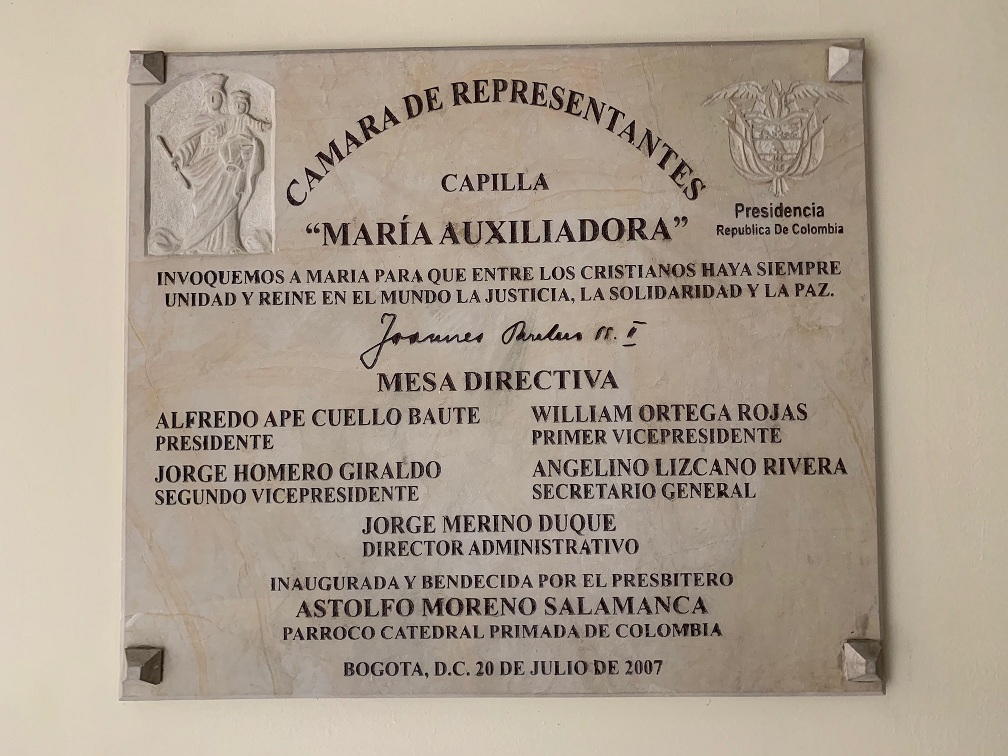 CAMARA DE REPRESENTANTES
CAPILLA
“MARÍA AUXILIADORA”
Presidencia
Republica De Colombia
INVOQUEMOS A MARIA PARA QUE ENTRE LOS CRISTIANOS HAYA SIEMPRE
UNIDAD Y REINE EN EL MUNDO LA JUSTICIA, LA SOLIDARIDAD Y LA PAZ.
Joannes Paulus PP. II
MESA DIRECTIVA
ALFREDO APE CUELLO BAUTE
PRESIDENTE
WILLIAM ORTEGA ROJAS
PRIMER VICEPRESIDENTE
JORGE HOMERO GIRALDO
SEGUNDO VICEPRESIDENTE
ANGELINO LIZCANO RIVERA
SECRETARIO GENERAL
JORGE MERINO DUQUE
DIRECTOR ADMINISTRATIVO
INAUGURADA Y BENDECIDA POR EL PRESBITERO
ASTOLFO MORENO SALAMANCA
PARROCO CATEDRAL PRIMADA DE COLOMBIA
BOGOTA, D.C. 20 DE JULIO DE 2007